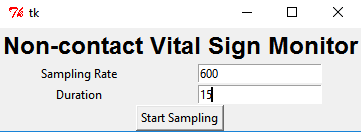 tk
Non-contact Vital Sign Monitor
Sampling Rate 600
Duration 15
Start Sampling